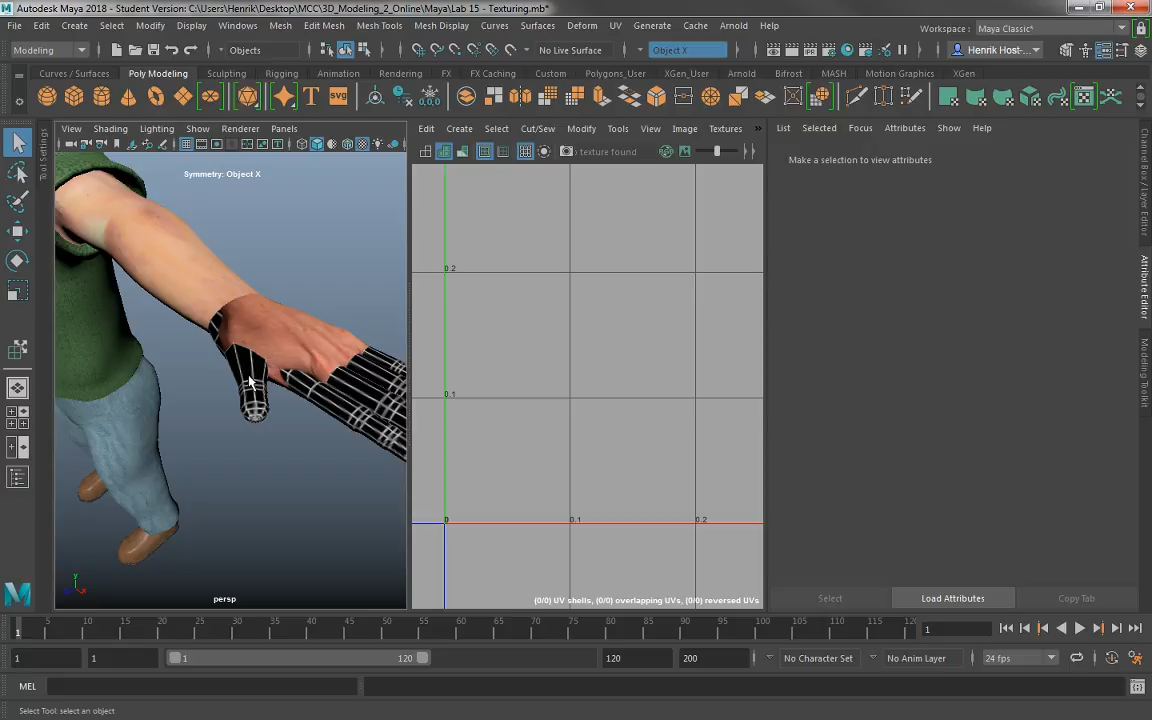 Autodesk Maya 2018 - Student Version: C:\Users\Henrik\Desktop\MCC\3D_Modeling_2_Online\Maya\Lab 15 - Texturing.mb*
File Edit Create Select Modify Display Windows Mesh Edit Mesh Mesh Tools Mesh Display Curves Surfaces Deform UV Generate Cache Arnold Help
Workspace : Maya Classic*
Modeling Objects No Live Surface Object X Henrik Host-...
Curves / Surfaces Poly Modeling Sculpting Rigging Animation Rendering FX FX Caching Custom Polygons_User XGen_User Arnold Bifrost MASH Motion Graphics XGen
T SVG 0,0,0
View Shading Lighting Show Renderer Panels
Edit Create Select Cut/Sew Modify Tools View Image Textures »
List Selected Focus Attributes Show Help
texture found
Symmetry: Object X
Make a selection to view attributes
Tool Settings
Channel Box / Layer Editor
Attribute Editor
Modeling Toolkit
0.2
0.1
0 0.1 0.2
y
persp
(0/0) UV shells, (0/0) overlapping UVs, (0/0) reversed UVs
Select Load Attributes Copy Tab
5 10 15 20 25 30 35 40 45 50 55 60 65 70 75 80 85 90 95 100 105 110 115 120
1 1
1 1 1 120 120 200 No Character Set No Anim Layer 24 fps
MEL
Select Tool: select an object